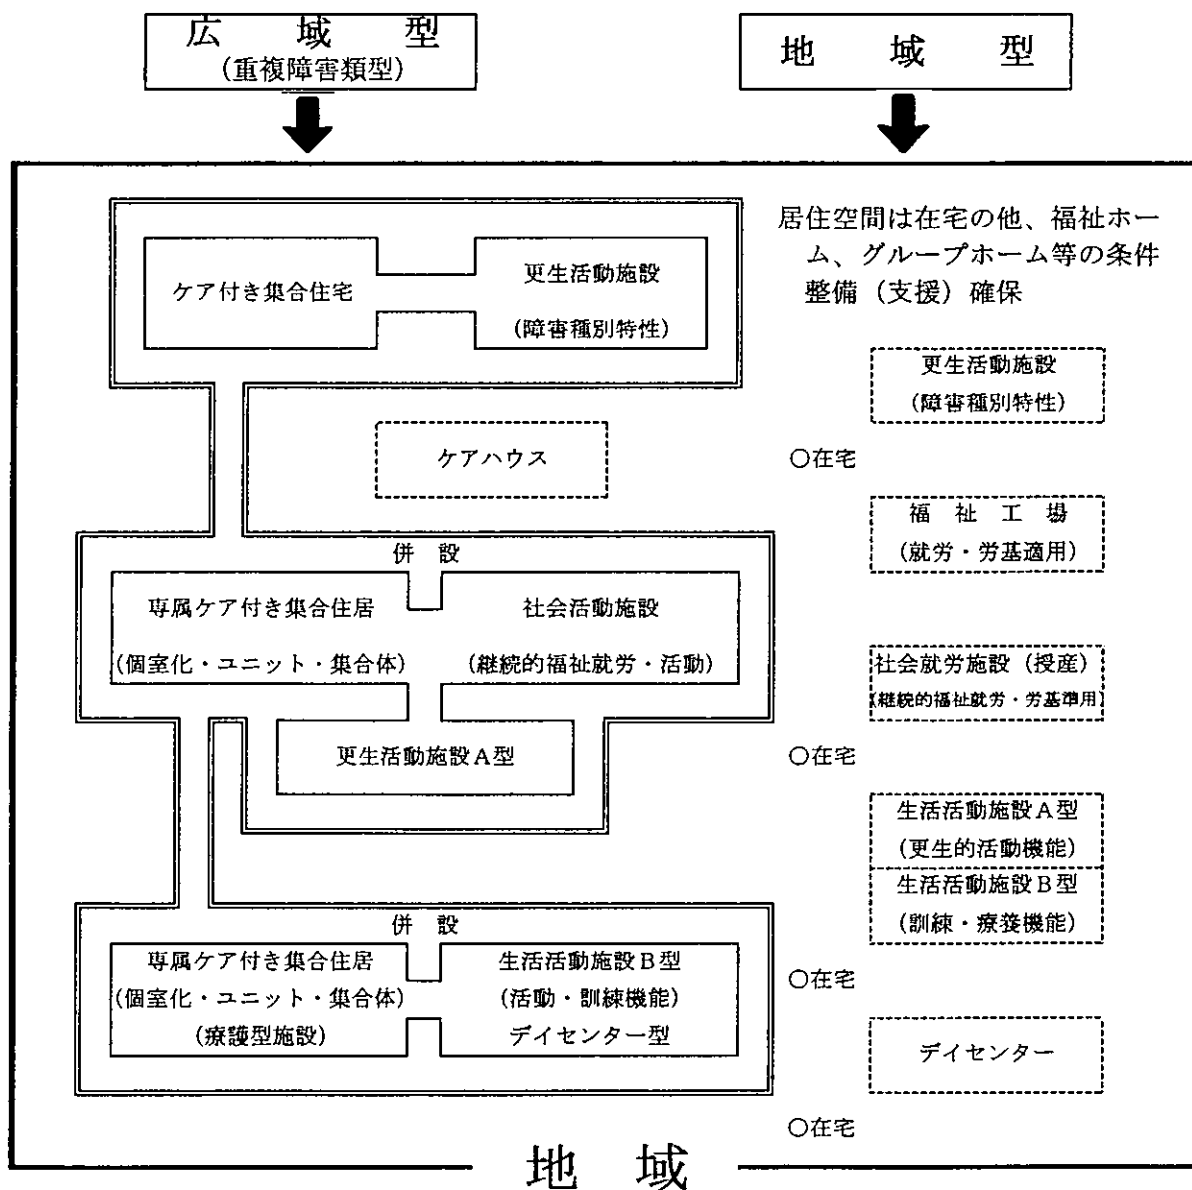 広域型
(重複障害類型)
地域型
居住空間は在宅の他、福祉ホー
ム、グループホーム等の条件
整備（支援）確保
ケア付き集合住宅
更生活動施設
(障害種別特性)
更生活動施設
(障害種別特性)
ケアハウス
○在宅
福祉工場
(就労・労基適用)
併設
専属ケア付き集合住居
(個室化・ユニット・集合体)
社会活動施設
(継続的福祉就労・活動)
社会就労施設（授産）
(継続的福祉就労・労基準用)
更生活動施設Ａ型
○在宅
生活活動施設Ａ型
(更生的活動機能)
生活活動施設Ｂ型
(訓練・療養機能)
併設
専属ケア付き集合住居
(個室化・ユニット・集合体)
(療護型施設)
生活活動施設Ｂ型
(活動・訓練機能)
デイセンター型
○在宅
デイセンター
○在宅
地域